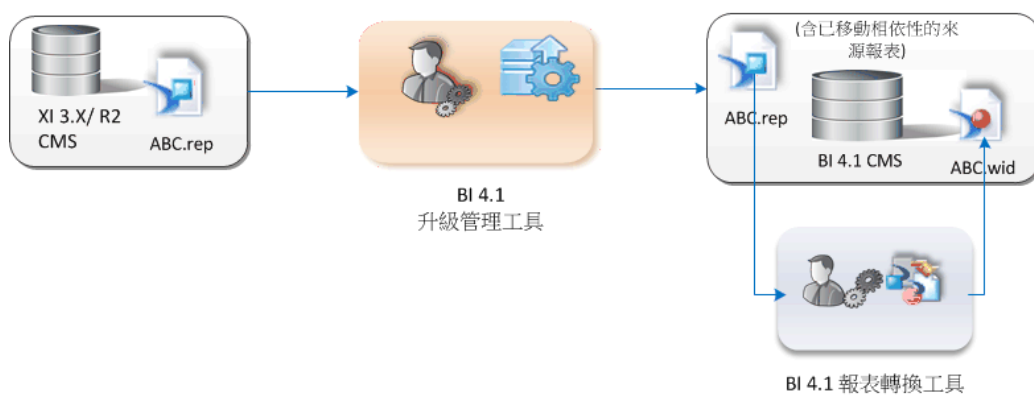 XI 3.X/ R2
CMS
ABC.rep
BI 4.1
升級管理工具
(含已移動相依性的來
源報表)
ABC.rep
BI 4.1 CMS
ABC.wid
BI 4.1 報表轉換工具